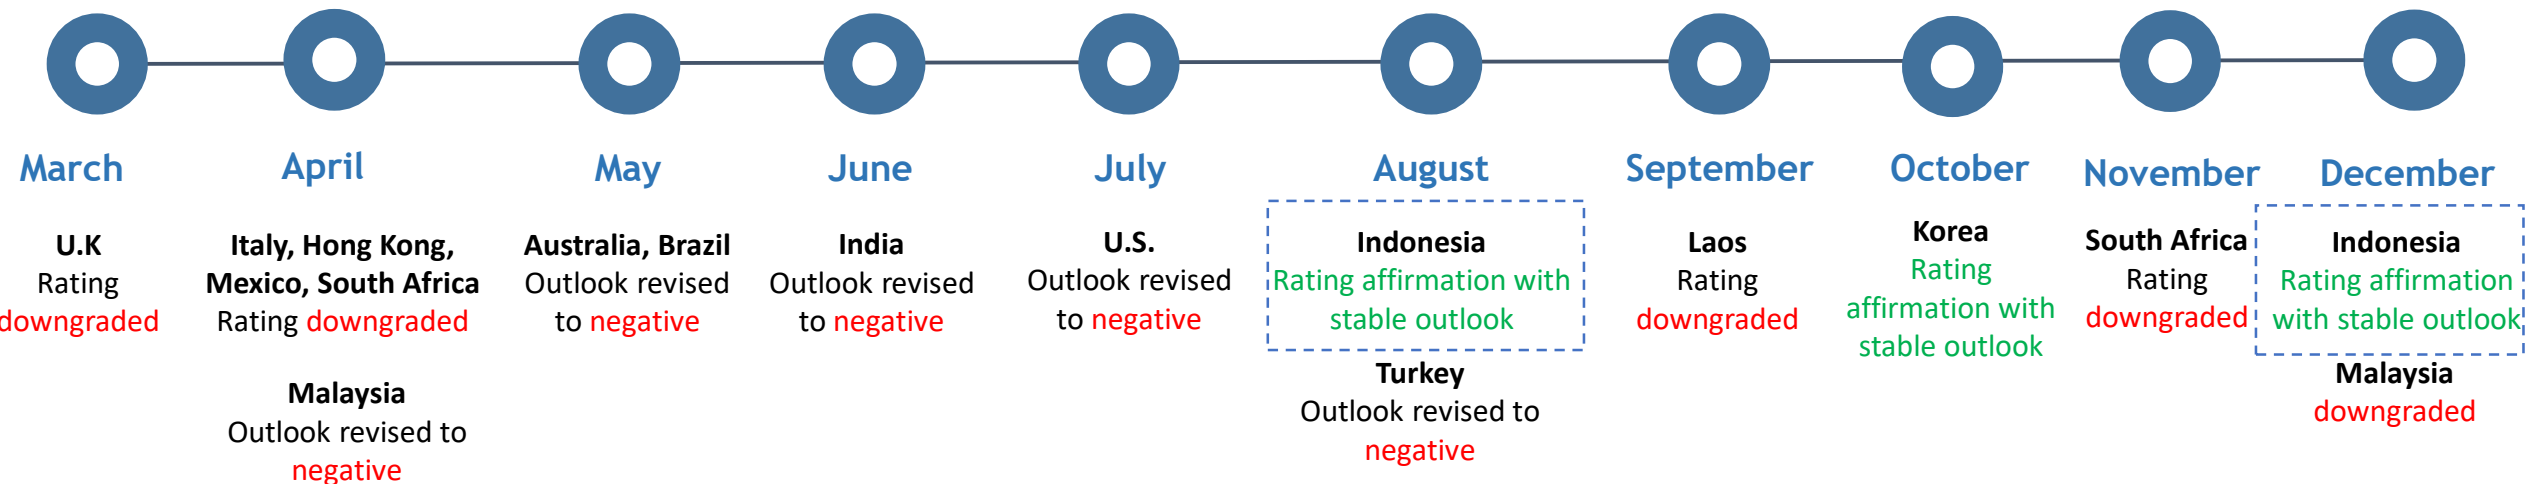 March
U.K
Rating
downgraded
April
Italy, Hong Kong,
Mexico, South Africa
Rating downgraded
Malaysia
Outlook revised to
negative
May
Australia, Brazil
Outlook revised
to negative
June
India
Outlook revised
to negative
July
U.S.
Outlook revised
to negative
August
Indonesia
Rating affirmation with
stable outlook
Turkey
Outlook revised to
negative
September
Laos
Rating
downgraded
October
Korea
Rating
affirmation with
stable outlook
November
South Africa
Rating
downgraded
December
Indonesia
Rating affirmation
with stable outlook
Malaysia
downgraded